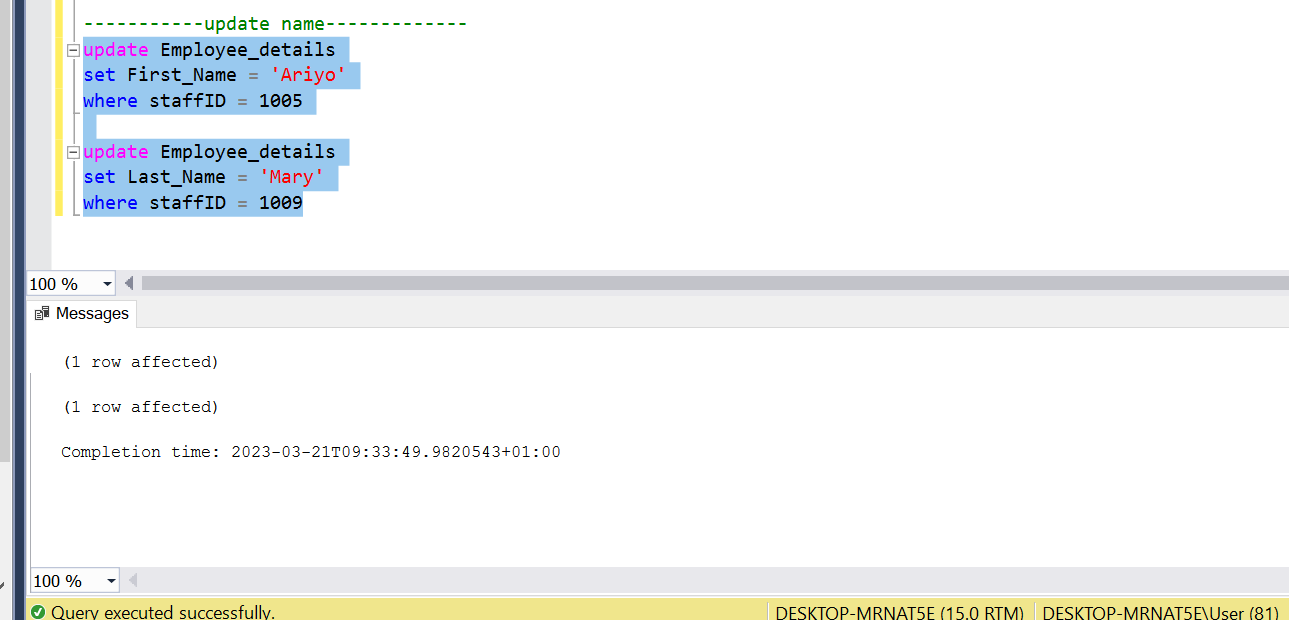 -----------update name-------------
update Employee_details
set First_Name = 'Ariyo'
where staffID = 1005
update Employee_details
set Last_Name = 'Mary'
where staffID = 1009
100 %
Messages
(1 row affected)
(1 row affected)
Completion time: 2023-03-21T09:33:49.9820543+01:00
100 %
Query executed successfully. DESKTOP-MRNAT5E (15.0 RTM) DESKTOP-MRNAT5E\User (81)